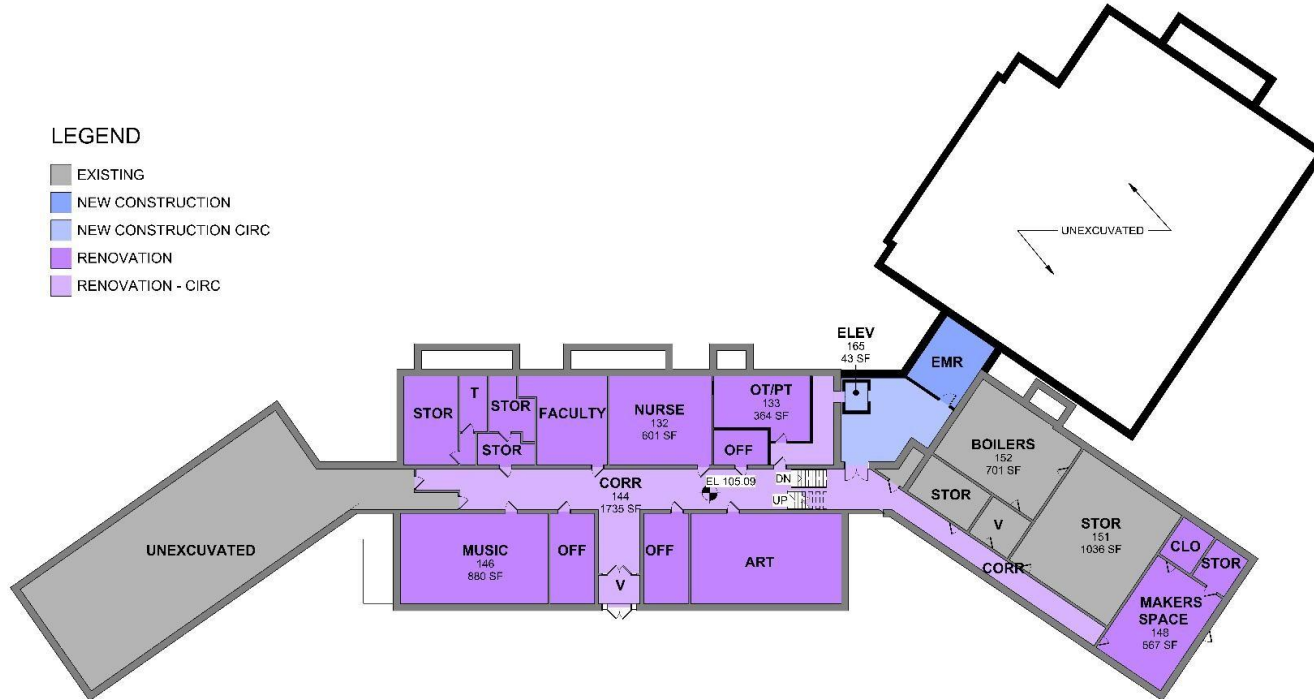 LEGEND
EXISTING
NEW CONSTRUCTION
NEW CONSTRUCTION CIRC
RENOVATION
RENOVATION - CIRC
UNEXCUVATED
ELEV
165
43 SF
EMR
STOR
T
STOR
STOR
FACULTY
NURSE
132
601 SF
OT/PT
133
364 SF
OFF
BOILERS
152
701 SF
CORR
144
1735 SF
EL 105.09
DN
UP
STOR
V
STOR
151
1036 SF
CORR
CLO
STOR
MAKERS
SPACE
148
567 SF
UNEXCUVATED
MUSIC
146
880 SF
OFF
V
OFF
ART